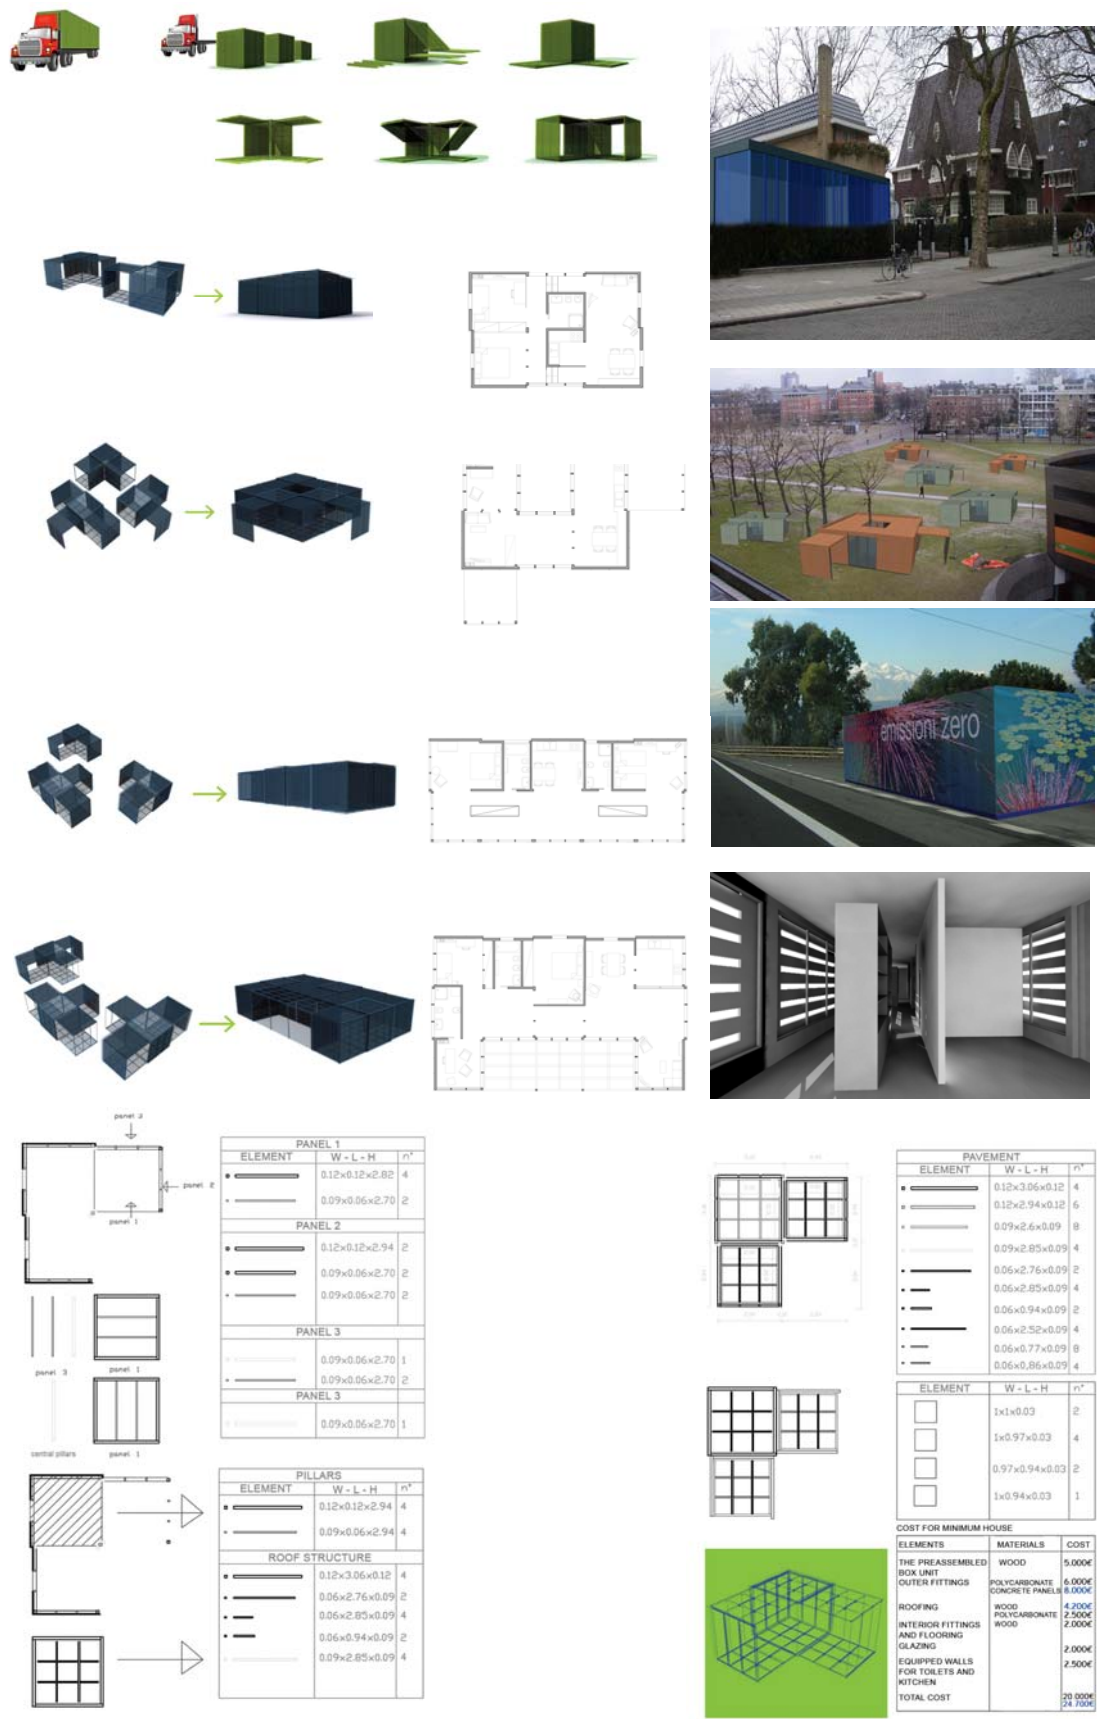 emissioni zero
panel 3
panel 2
panel 1
panel 3
panel 1
central pillars
panel 1
PANEL 1
ELEMENT W - L - H n°
0.12x0.12x2.82 4
0.09x0.06x2.70 2
PANEL 2
0.12x0.12x2.94 2
0.09x0.06x2.70 2
0.09x0.06x2.70 2
PANEL 3
0.09x0.06x2.70 1
0.09x0.06x2.70 2
PANEL 3
0.09x0.06x2.70 1
PILLARS
ELEMENT W - L - H n°
0.12x0.12x2.94 4
0.09x0.06x2.94 4
ROOF STRUCTURE
0.12x3.06x0.12 4
0.06x2.76x0.09 2
0.06x2.85x0.09 4
0.06x0.94x0.09 2
0.09x2.85x0.09 4
PAVEMENT
ELEMENT W - L - H n°
0.12x3.06x0.12 4
0.12x2.94x0.12 6
0.09x2.6x0.09 8
0.09x2.85x0.09 4
0.06x2.76x0.09 2
0.06x2.85x0.09 4
0.06x0.94x0.09 2
0.06x2.52x0.09 4
0.06x0.77x0.09 8
0.06x0,86x0.09 4
ELEMENT W - L - H n°
1x1x0.03 2
1x0.97x0.03 4
0.97x0.94x0.03 2
1x0.94x0.03 1
COST FOR MINIMUM HOUSE
ELEMENTS MATERIALS COST
THE PREASSEMBLED WOOD 5.000€
BOX UNIT
OUTER FITTINGS POLYCARBONATE 6.000€
CONCRETE PANELS 8.000€
ROOFING WOOD 4.200€
POLYCARBONATE 2.500€
INTERIOR FITTINGS WOOD 2.000€
AND FLOORING
GLAZING 2.000€
EQUIPPED WALLS 2.500€
FOR TOILETS AND
KITCHEN
TOTAL COST 20.000€
24.700€